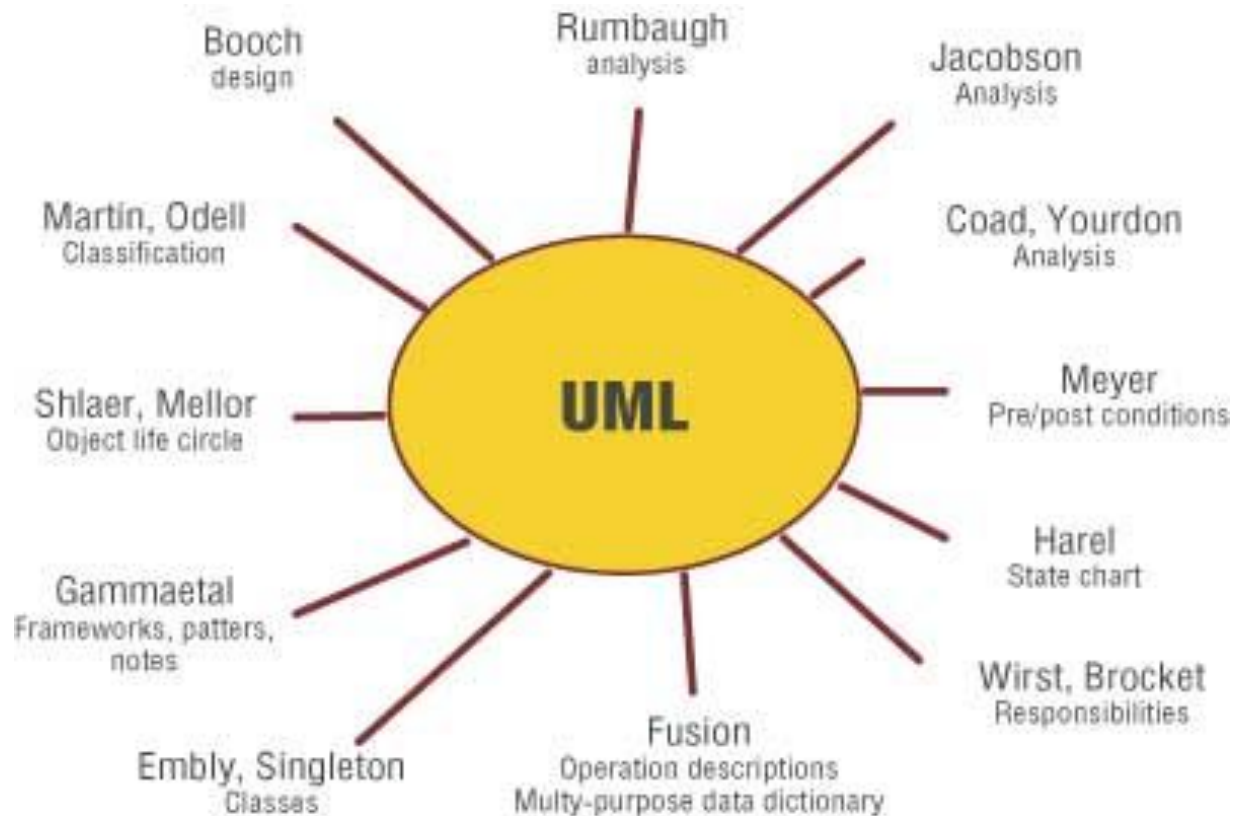 Booch
design
Rumbaugh
analysis
Jacobson
Analysis
Martin, Odell
Classification
Coad, Yourdon
Analysis
UML
Shlaer, Mellor
Object life circle
Meyer
Pre/post conditions
Harel
State chart
Gammaetal
Frameworks, patters,
notes
Wirst, Brocket
Responsibilities
Embly, Singleton
Classes
Fusion
Operation descriptions
Multy-purpose data dictionary